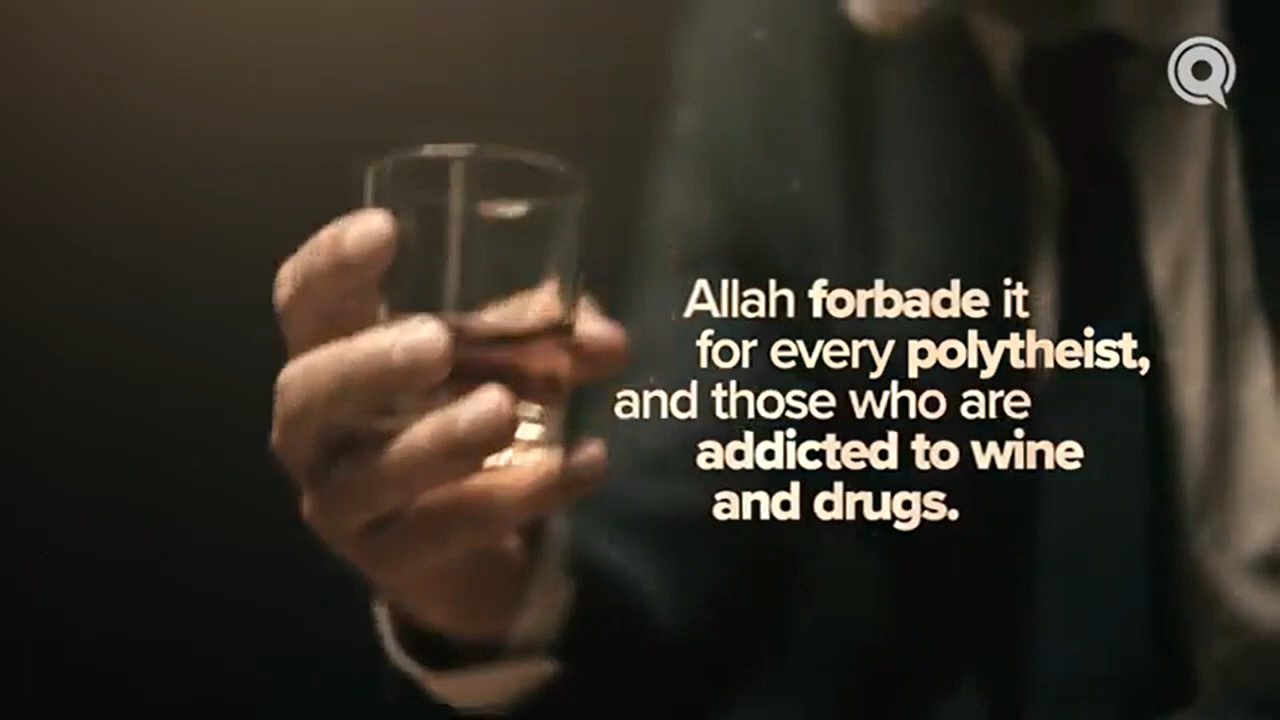 Allah forbade it
for every polytheist,
and those who are
addicted to wine
and drugs.